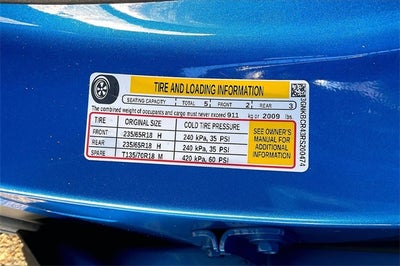 TIRE AND LOADING INFORMATION
SEATING CAPACITY TOTAL 5 FRONT 2 REAR 3
The combined weight of occupants and cargo must never exceed 911 kg or 2009 lbs.
TIRE ORIGINAL SIZE COLD TIRE PRESSURE
FRONT 235/65R18 H 240 kPa, 35 PSI
REAR 235/65R18 H 240 kPa, 35 PSI
SPARE T135/70R18 M 420 kPa, 60 PSI
SEE OWNER'S
MANUAL FOR
ADDITIONAL
INFORMATION